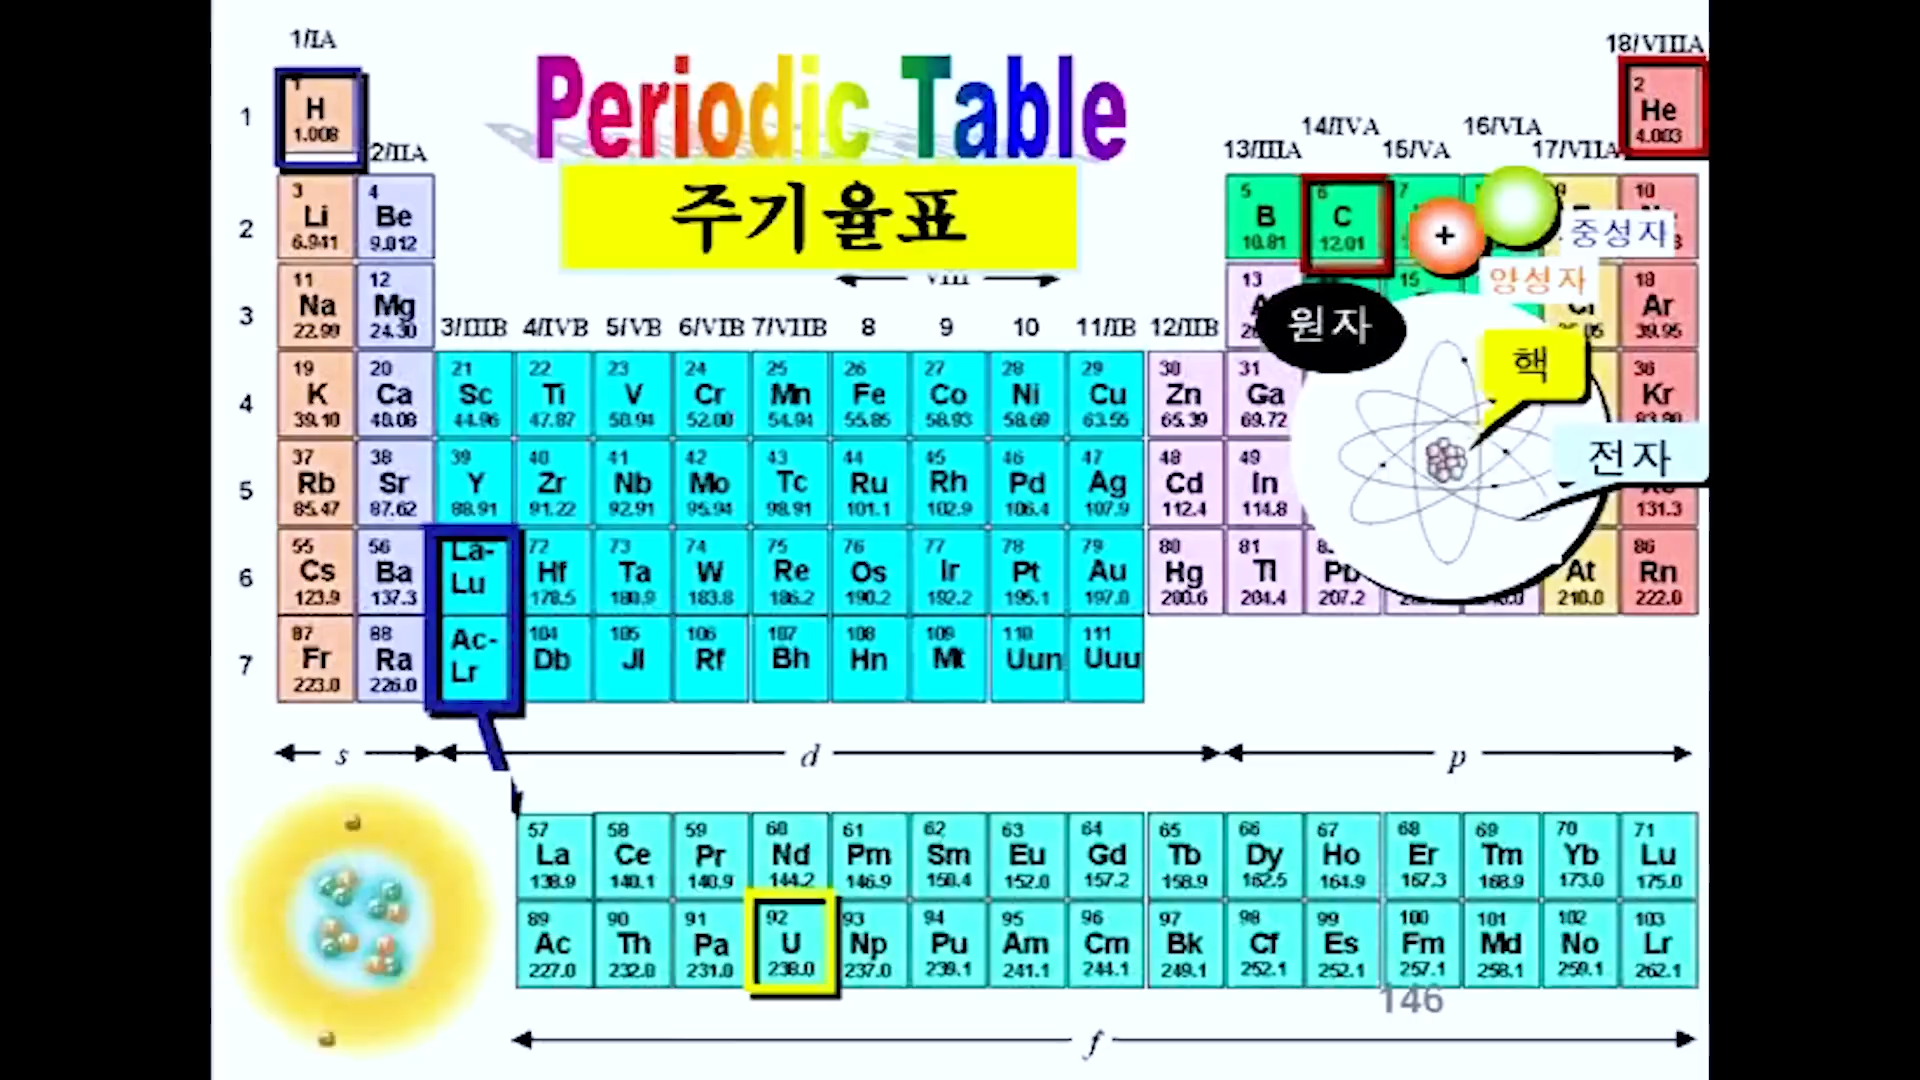 1/IA
18/VIIIA
Periodic Table
주기율표
1 H 1.008
2 He 4.003
2/IIA
13/IIIA 14/IVA 15/VA 16/VIA 17/VIIA
2
3 Li 6.941
4 Be 9.012
5 B 10.81
6 C 12.01
7
10
+
중성자
양성자
VIII
3
11 Na 22.99
12 Mg 24.30
3/IIIB 4/IVB 5/VB 6/VIB 7/VIIB 8 9 10 11/IB 12/IIB
13
15
18 Ar 39.95
원자
핵
전자
4
19 K 39.10
20 Ca 40.08
21 Sc 44.96
22 Ti 47.87
23 V 50.94
24 Cr 52.00
25 Mn 54.94
26 Fe 55.85
27 Co 58.93
28 Ni 58.69
29 Cu 63.55
30 Zn 65.39
31 Ga 69.72
36 Kr 83.80
5
37 Rb 85.47
38 Sr 87.62
39 Y 88.91
40 Zr 91.22
41 Nb 92.91
42 Mo 95.94
43 Tc 98.91
44 Ru 101.1
45 Rh 102.9
46 Pd 106.4
47 Ag 107.9
48 Cd 112.4
49 In 114.8
131.3
6
55 Cs 123.9
56 Ba 137.3
La-Lu
72 Hf 178.5
73 Ta 180.9
74 W 183.8
75 Re 186.2
76 Os 190.2
77 Ir 192.2
78 Pt 195.1
79 Au 197.0
80 Hg 200.6
81 Tl 204.4
Pb 207.2
At 210.0
86 Rn 222.0
7
87 Fr 223.0
88 Ra 226.0
Ac-Lr
104 Db
105 Jl
106 Rf
107 Bh
108 Hn
109 Mt
110 Uun
111 Uuu
s d p
57 La 138.9
58 Ce 140.1
59 Pr 140.9
60 Nd 144.2
61 Pm 146.9
62 Sm 150.4
63 Eu 152.0
64 Gd 157.2
65 Tb 158.9
66 Dy 162.5
67 Ho 164.9
68 Er 167.3
69 Tm 168.9
70 Yb 173.0
71 Lu 175.0
89 Ac 227.0
90 Th 232.0
91 Pa 231.0
92 U 238.0
93 Np 237.0
94 Pu 239.1
95 Am 241.1
96 Cm 244.1
97 Bk 249.1
98 Cf 252.1
99 Es 252.1
100 Fm 257.1
101 Md 258.1
102 No 259.1
103 Lr 262.1
146
f